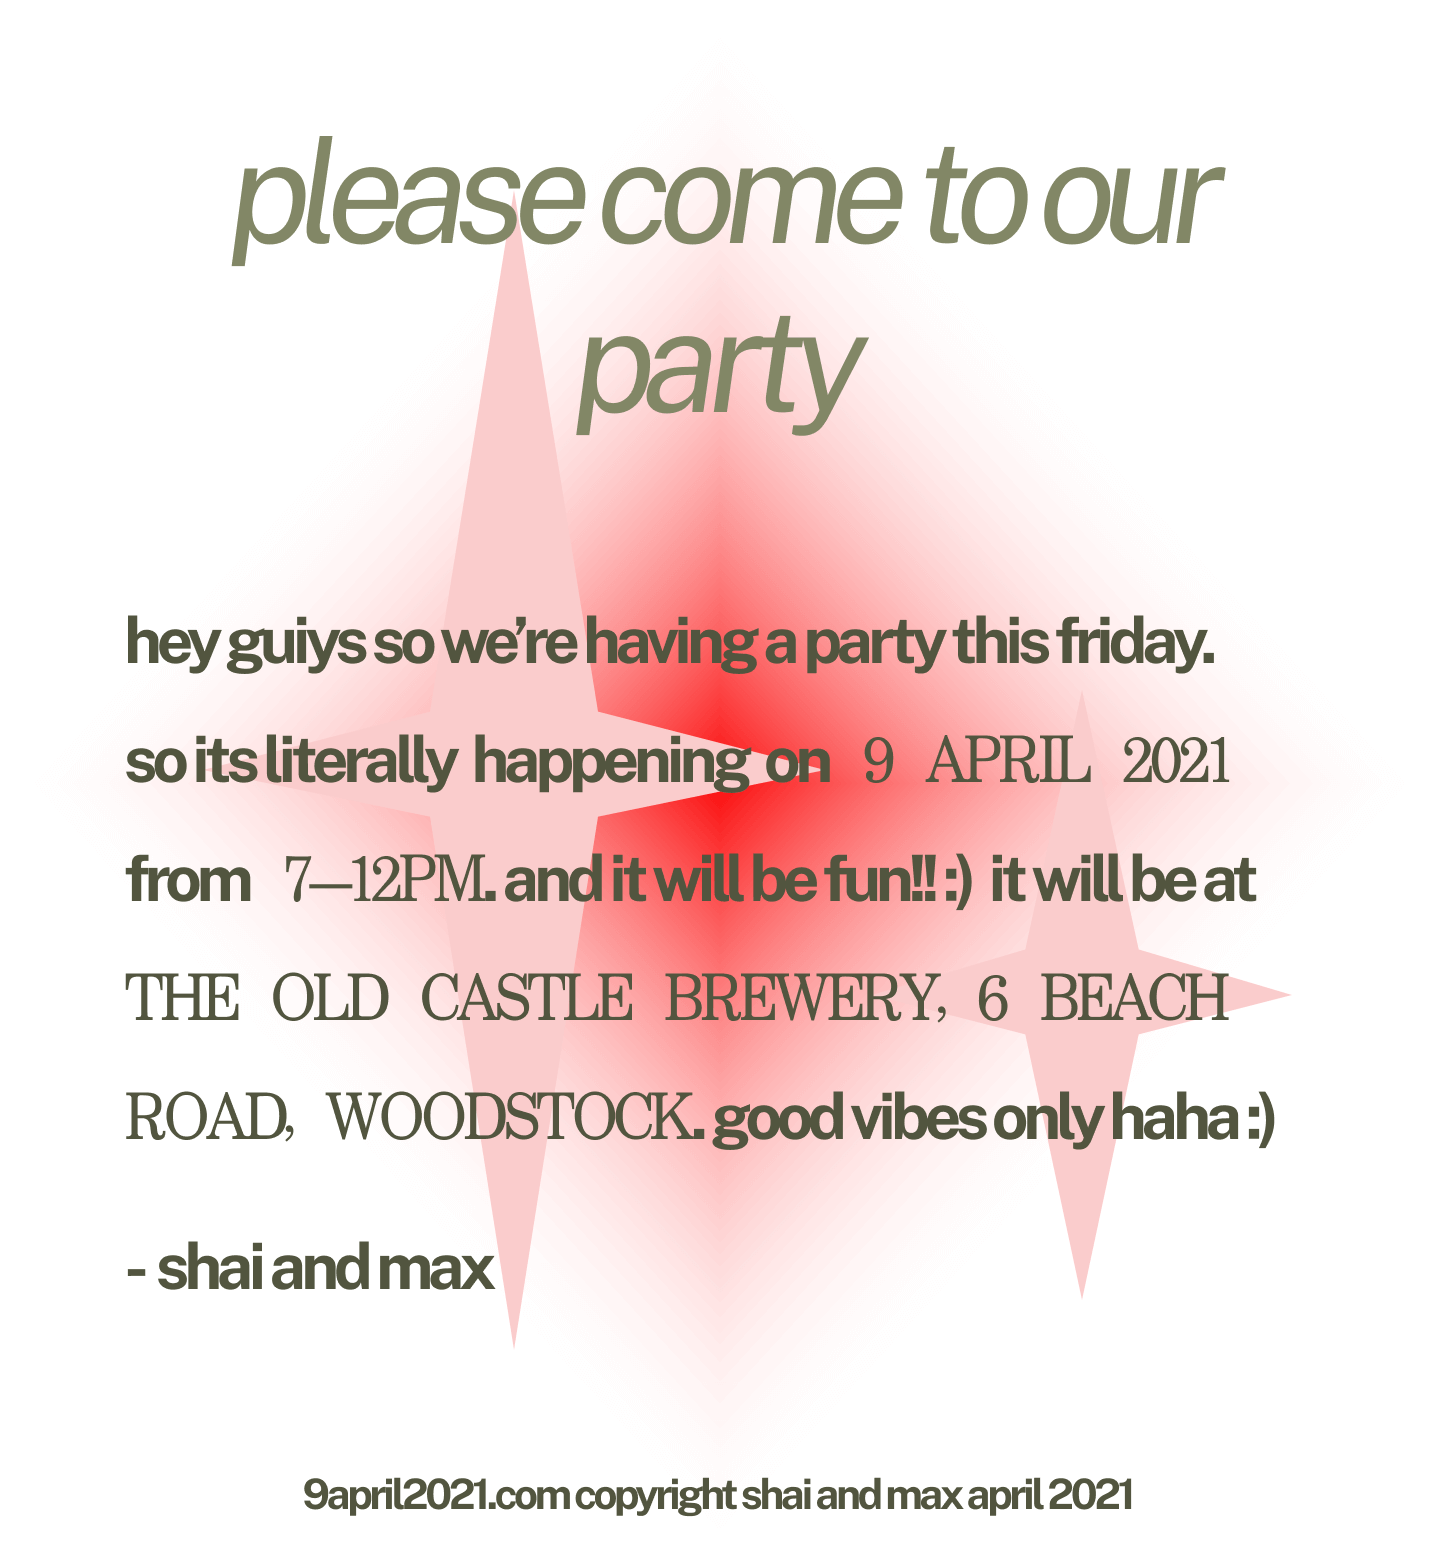 please come to our
party
hey guiys so we’re having a party this friday.
so its literally happening on 9 APRIL 2021
from 7—12PM. and it will be fun!! :) it will be at
THE OLD CASTLE BREWERY, 6 BEACH
ROAD, WOODSTOCK. good vibes only haha :)
- shai and max
9april2021.com copyright shai and max april 2021